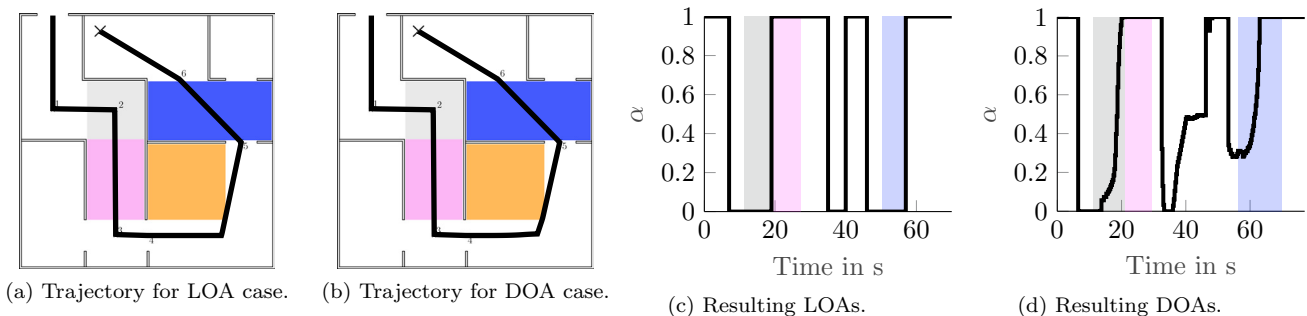 1
2
3
4
5
6
1
2
3
4
5
6
1
0.8
0.6
0.4
0.2
0
α
0 20 40 60
Time in s
1
0.8
0.6
0.4
0.2
0
α
0 20 40 60
Time in s
(a) Trajectory for LOA case.
(b) Trajectory for DOA case.
(c) Resulting LOAs.
(d) Resulting DOAs.